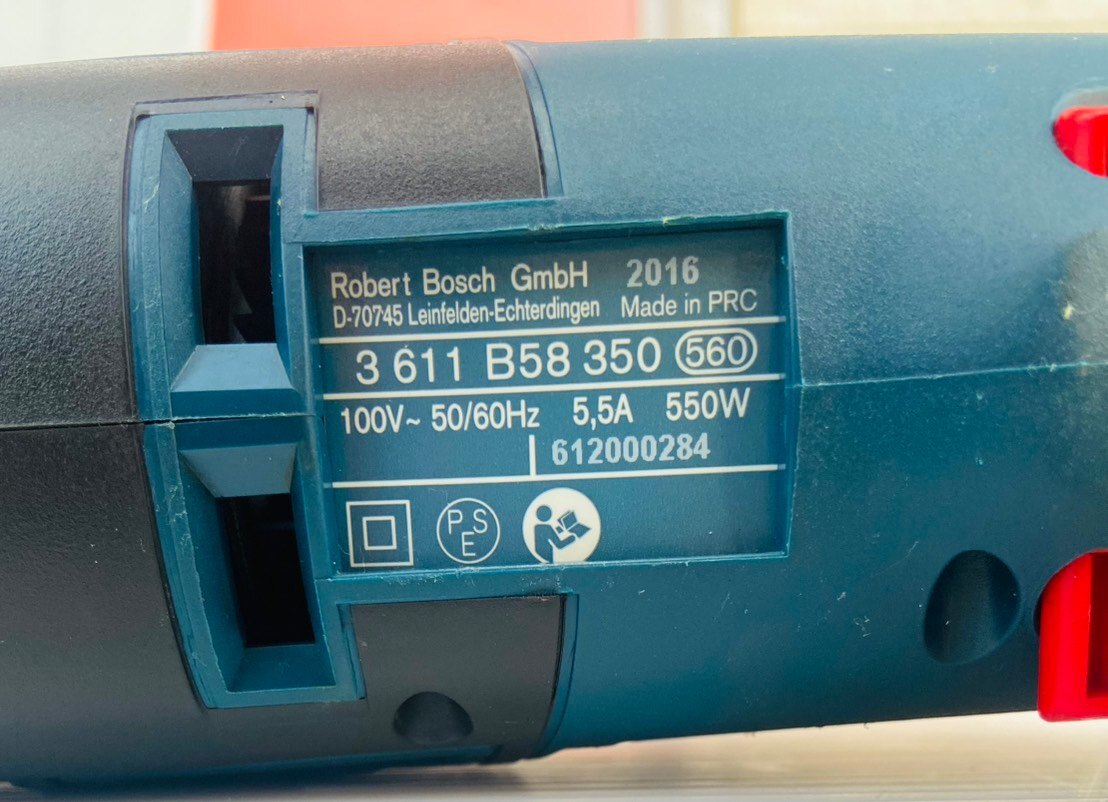 Robert Bosch GmbH 2016
D-70745 Leinfelden-Echterdingen Made in PRC
3 611 B58 350 560
100V~ 50/60Hz 5,5A 550W
612000284
PSE